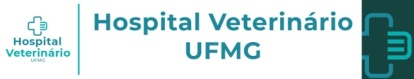 Hospital
Veterinário
UFMG
Hospital Veterinário
UFMG